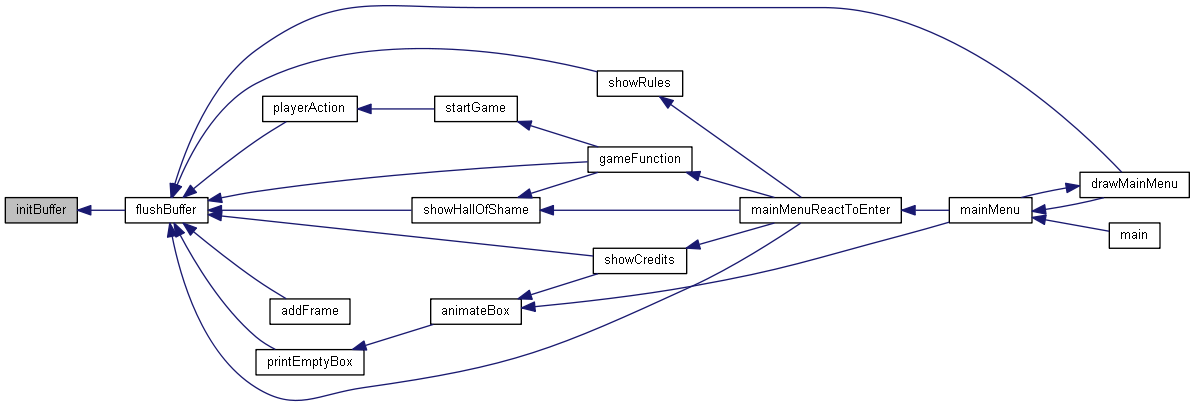 showRules
playerAction
startGame
gameFunction
drawMainMenu
initBuffer
flushBuffer
showHallOfShame
mainMenuReactToEnter
mainMenu
main
showCredits
addFrame
animateBox
printEmptyBox